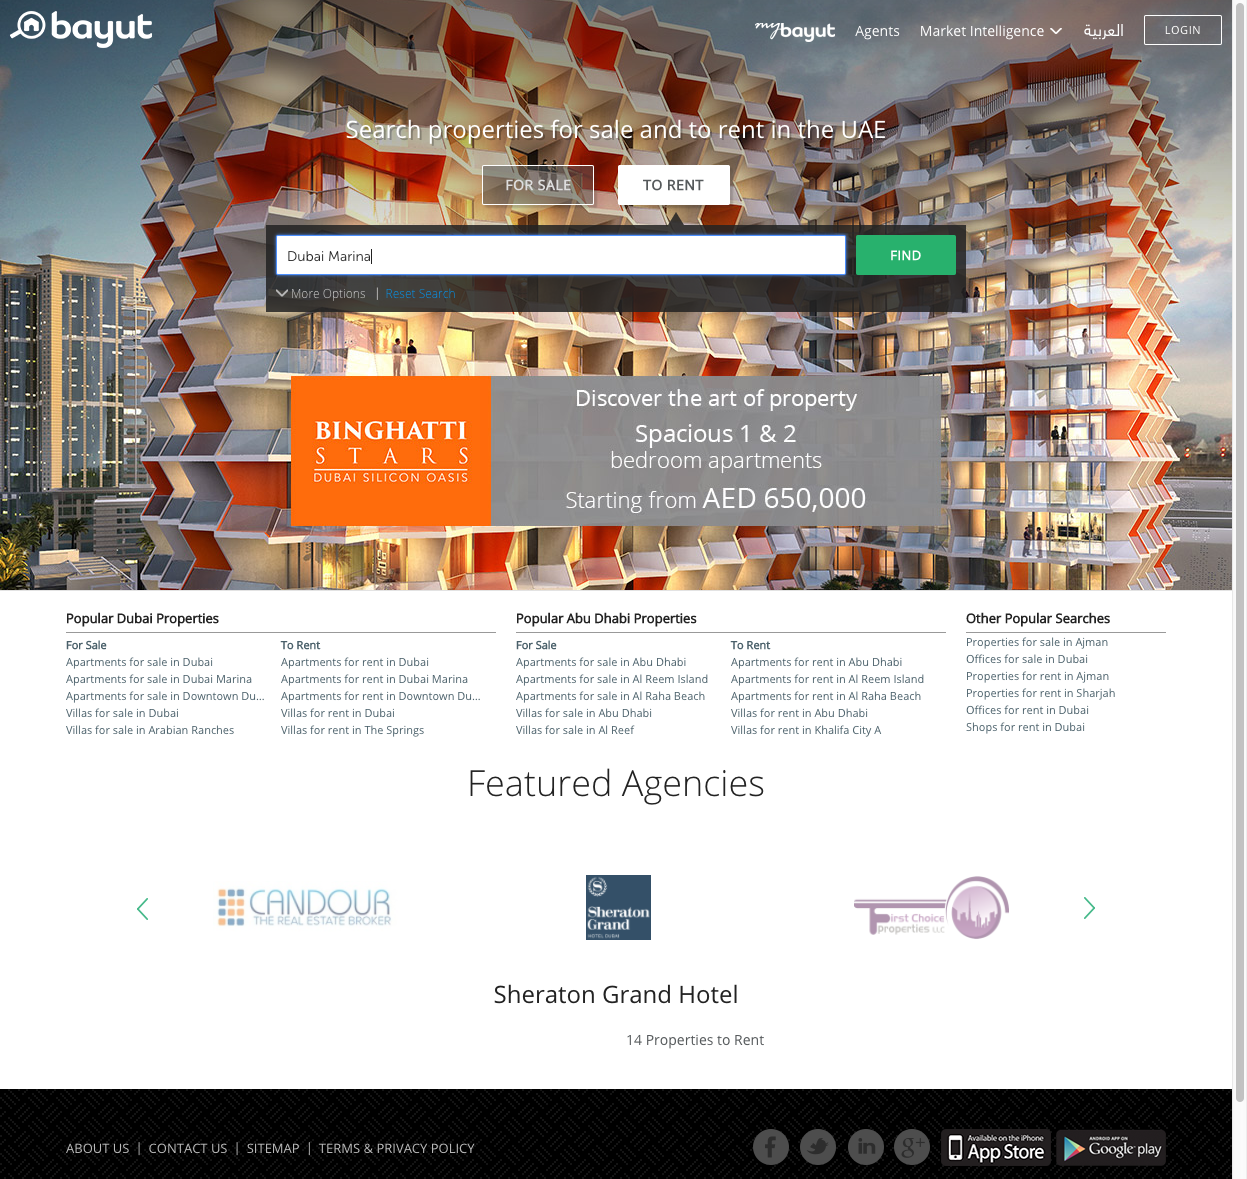 bayut
my bayut
Agents
Market Intelligence
العربية
LOGIN
Search properties for sale and to rent in the UAE
FOR SALE
TO RENT
Dubai Marina
FIND
More Options | Reset Search
BINGHATTI
STARS
DUBAI SILICON OASIS
Discover the art of property
Spacious 1 & 2
bedroom apartments
Starting from AED 650,000
Popular Dubai Properties
For Sale
Apartments for sale in Dubai
Apartments for sale in Dubai Marina
Apartments for sale in Downtown Du...
Villas for sale in Dubai
Villas for sale in Arabian Ranches
To Rent
Apartments for rent in Dubai
Apartments for rent in Dubai Marina
Apartments for rent in Downtown Du...
Villas for rent in Dubai
Villas for rent in The Springs
Popular Abu Dhabi Properties
For Sale
Apartments for sale in Abu Dhabi
Apartments for sale in Al Reem Island
Apartments for sale in Al Raha Beach
Villas for sale in Abu Dhabi
Villas for sale in Al Reef
To Rent
Apartments for rent in Abu Dhabi
Apartments for rent in Al Reem Island
Apartments for rent in Al Raha Beach
Villas for rent in Abu Dhabi
Villas for rent in Khalifa City A
Other Popular Searches
Properties for sale in Ajman
Offices for sale in Dubai
Properties for rent in Ajman
Properties for rent in Sharjah
Offices for rent in Dubai
Shops for rent in Dubai
Featured Agencies
CANDOUR
THE REAL ESTATE BROKER
S
Sheraton
Grand
HOTEL DUBAI
First Choice
Properties LLC
Sheraton Grand Hotel
14 Properties to Rent
ABOUT US | CONTACT US | SITEMAP | TERMS & PRIVACY POLICY
f
in
g+
Available on the iPhone
App Store
ANDROID APP ON
Google play